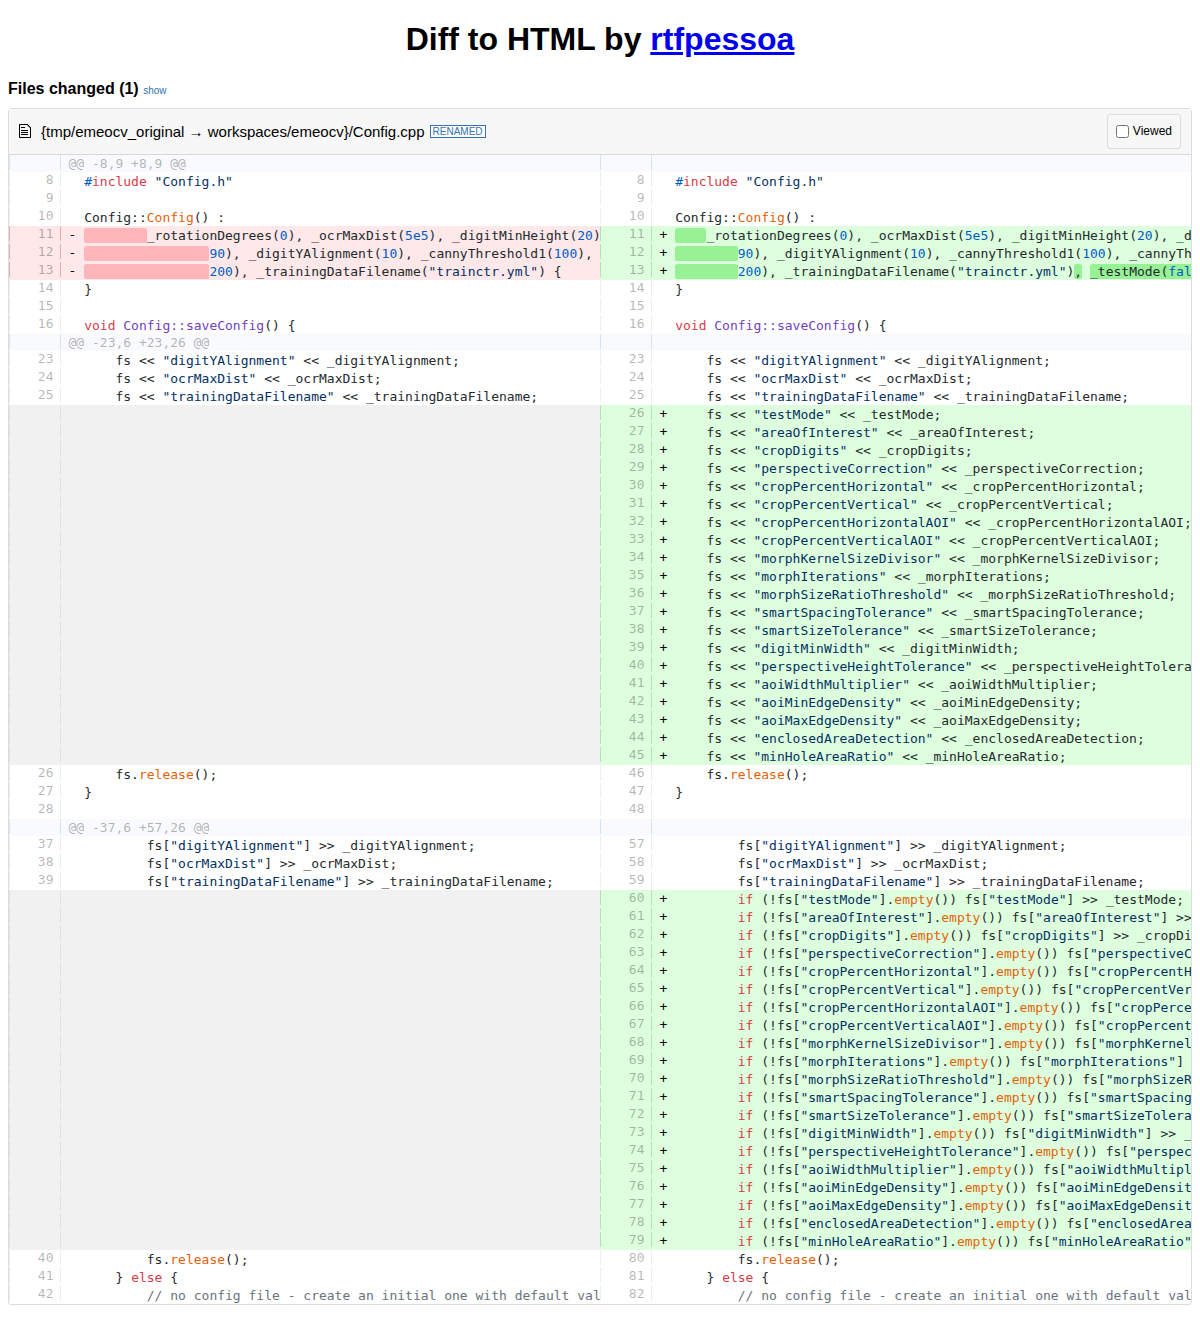 Diff to HTML by rtfpessoa
Files changed (1) show
{tmp/emeocv_original → workspaces/emeocv}/Config.cpp RENAMED
Viewed
@@ -8,9 +8,9 @@
8 #include "Config.h" 8 #include "Config.h"
9 9
10 Config::Config() : 10 Config::Config() :
11 - _rotationDegrees(0), _ocrMaxDist(5e5), _digitMinHeight(20) 11 + _rotationDegrees(0), _ocrMaxDist(5e5), _digitMinHeight(20), _d
12 - 90), _digitYAlignment(10), _cannyThreshold1(100), 12 + 90), _digitYAlignment(10), _cannyThreshold1(100), _cannyTh
13 - 200), _trainingDataFilename("trainctr.yml") { 13 + 200), _trainingDataFilename("trainctr.yml"), _testMode(fal
14 } 14 }
15 15
16 void Config::saveConfig() { 16 void Config::saveConfig() {
@@ -23,6 +23,26 @@
23 fs << "digitYAlignment" << _digitYAlignment; 23 fs << "digitYAlignment" << _digitYAlignment;
24 fs << "ocrMaxDist" << _ocrMaxDist; 24 fs << "ocrMaxDist" << _ocrMaxDist;
25 fs << "trainingDataFilename" << _trainingDataFilename; 25 fs << "trainingDataFilename" << _trainingDataFilename;
26 + fs << "testMode" << _testMode;
27 + fs << "areaOfInterest" << _areaOfInterest;
28 + fs << "cropDigits" << _cropDigits;
29 + fs << "perspectiveCorrection" << _perspectiveCorrection;
30 + fs << "cropPercentHorizontal" << _cropPercentHorizontal;
31 + fs << "cropPercentVertical" << _cropPercentVertical;
32 + fs << "cropPercentHorizontalAOI" << _cropPercentHorizontalAOI;
33 + fs << "cropPercentVerticalAOI" << _cropPercentVerticalAOI;
34 + fs << "morphKernelSizeDivisor" << _morphKernelSizeDivisor;
35 + fs << "morphIterations" << _morphIterations;
36 + fs << "morphSizeRatioThreshold" << _morphSizeRatioThreshold;
37 + fs << "smartSpacingTolerance" << _smartSpacingTolerance;
38 + fs << "smartSizeTolerance" << _smartSizeTolerance;
39 + fs << "digitMinWidth" << _digitMinWidth;
40 + fs << "perspectiveHeightTolerance" << _perspectiveHeightTolera
41 + fs << "aoiWidthMultiplier" << _aoiWidthMultiplier;
42 + fs << "aoiMinEdgeDensity" << _aoiMinEdgeDensity;
43 + fs << "aoiMaxEdgeDensity" << _aoiMaxEdgeDensity;
44 + fs << "enclosedAreaDetection" << _enclosedAreaDetection;
45 + fs << "minHoleAreaRatio" << _minHoleAreaRatio;
26 fs.release(); 46 fs.release();
27 } 47 }
28 48
@@ -37,6 +57,26 @@
37 fs["digitYAlignment"] >> _digitYAlignment; 57 fs["digitYAlignment"] >> _digitYAlignment;
38 fs["ocrMaxDist"] >> _ocrMaxDist; 58 fs["ocrMaxDist"] >> _ocrMaxDist;
39 fs["trainingDataFilename"] >> _trainingDataFilename; 59 fs["trainingDataFilename"] >> _trainingDataFilename;
60 + if (!fs["testMode"].empty()) fs["testMode"] >> _testMode;
61 + if (!fs["areaOfInterest"].empty()) fs["areaOfInterest"] >>
62 + if (!fs["cropDigits"].empty()) fs["cropDigits"] >> _cropDi
63 + if (!fs["perspectiveCorrection"].empty()) fs["perspectiveC
64 + if (!fs["cropPercentHorizontal"].empty()) fs["cropPercentH
65 + if (!fs["cropPercentVertical"].empty()) fs["cropPercentVer
66 + if (!fs["cropPercentHorizontalAOI"].empty()) fs["cropPerce
67 + if (!fs["cropPercentVerticalAOI"].empty()) fs["cropPercent
68 + if (!fs["morphKernelSizeDivisor"].empty()) fs["morphKernel
69 + if (!fs["morphIterations"].empty()) fs["morphIterations"]
70 + if (!fs["morphSizeRatioThreshold"].empty()) fs["morphSizeR
71 + if (!fs["smartSpacingTolerance"].empty()) fs["smartSpacing
72 + if (!fs["smartSizeTolerance"].empty()) fs["smartSizeTolera
73 + if (!fs["digitMinWidth"].empty()) fs["digitMinWidth"] >> _
74 + if (!fs["perspectiveHeightTolerance"].empty()) fs["perspec
75 + if (!fs["aoiWidthMultiplier"].empty()) fs["aoiWidthMultipl
76 + if (!fs["aoiMinEdgeDensity"].empty()) fs["aoiMinEdgeDensit
77 + if (!fs["aoiMaxEdgeDensity"].empty()) fs["aoiMaxEdgeDensit
78 + if (!fs["enclosedAreaDetection"].empty()) fs["enclosedArea
79 + if (!fs["minHoleAreaRatio"].empty()) fs["minHoleAreaRatio"
40 fs.release(); 80 fs.release();
41 } else { 81 } else {
42 // no config file - create an initial one with default val 82 // no config file - create an initial one with default val